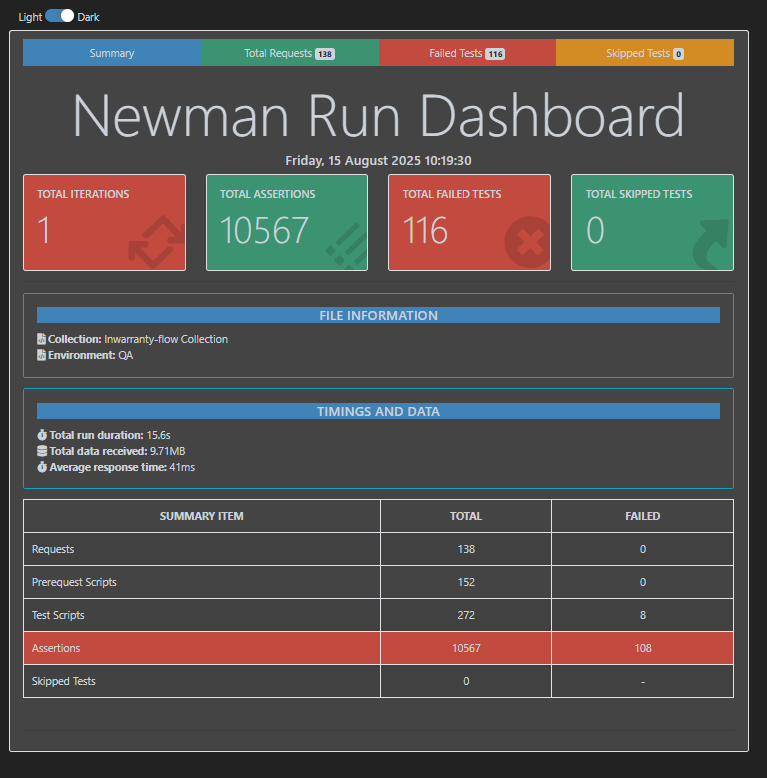 Light Dark
Summary Total Requests 138 Failed Tests 116 Skipped Tests 0
Newman Run Dashboard
Friday, 15 August 2025 10:19:30
TOTAL ITERATIONS TOTAL ASSERTIONS TOTAL FAILED TESTS TOTAL SKIPPED TESTS
1 10567 116 0
FILE INFORMATION
Collection: Inwarranty-flow Collection
Environment: QA
TIMINGS AND DATA
Total run duration: 15.6s
Total data received: 9.71MB
Average response time: 41ms
SUMMARY ITEM TOTAL FAILED
Requests 138 0
Prerequest Scripts 152 0
Test Scripts 272 8
Assertions 10567 108
Skipped Tests 0 -